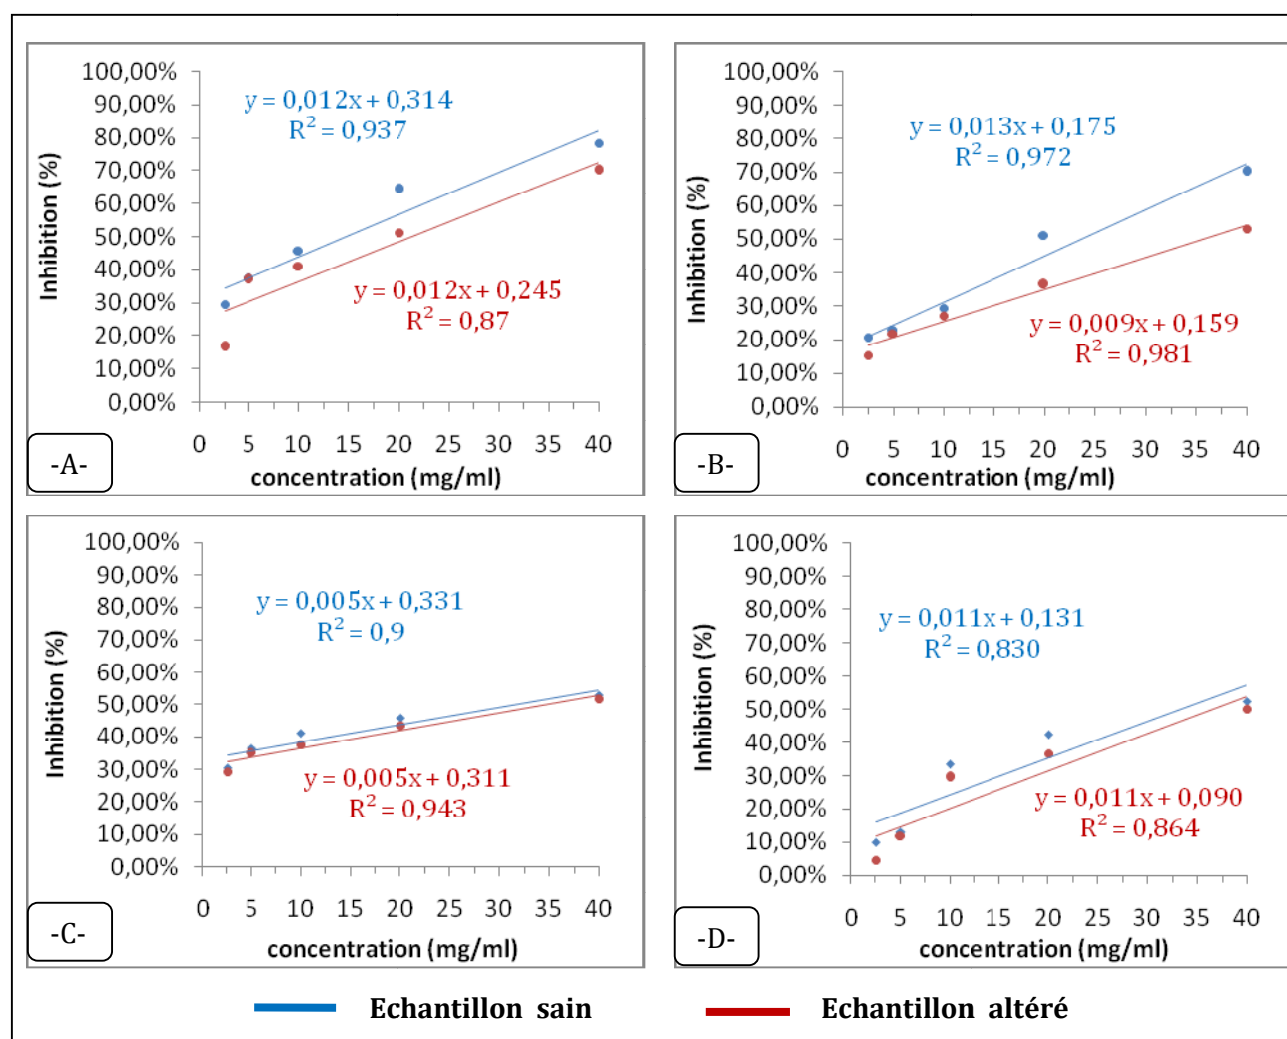 100,00%
90,00%
80,00%
70,00%
60,00%
50,00%
40,00%
30,00%
20,00%
10,00%
0,00%
Inhibition (%)
y = 0,012x + 0,314
R² = 0,937
y = 0,012x + 0,245
R² = 0,87
0 5 10 15 20 25 30 35 40
concentration (mg/ml)
-A-
100,00%
90,00%
80,00%
70,00%
60,00%
50,00%
40,00%
30,00%
20,00%
10,00%
0,00%
Inhibition (%)
y = 0,013x + 0,175
R² = 0,972
y = 0,009x + 0,159
R² = 0,981
0 5 10 15 20 25 30 35 40
concentration (mg/ml)
-B-
100,00%
90,00%
80,00%
70,00%
60,00%
50,00%
40,00%
30,00%
20,00%
10,00%
0,00%
Inhibition (%)
y = 0,005x + 0,331
R² = 0,9
y = 0,005x + 0,311
R² = 0,943
0 5 10 15 20 25 30 35 40
concentration (mg/ml)
-C-
100,00%
90,00%
80,00%
70,00%
60,00%
50,00%
40,00%
30,00%
20,00%
10,00%
0,00%
Inhibition (%)
y = 0,011x + 0,131
R² = 0,830
y = 0,011x + 0,090
R² = 0,864
0 5 10 15 20 25 30 35 40
concentration (mg/ml)
-D-
Echantillon sain
Echantillon altéré